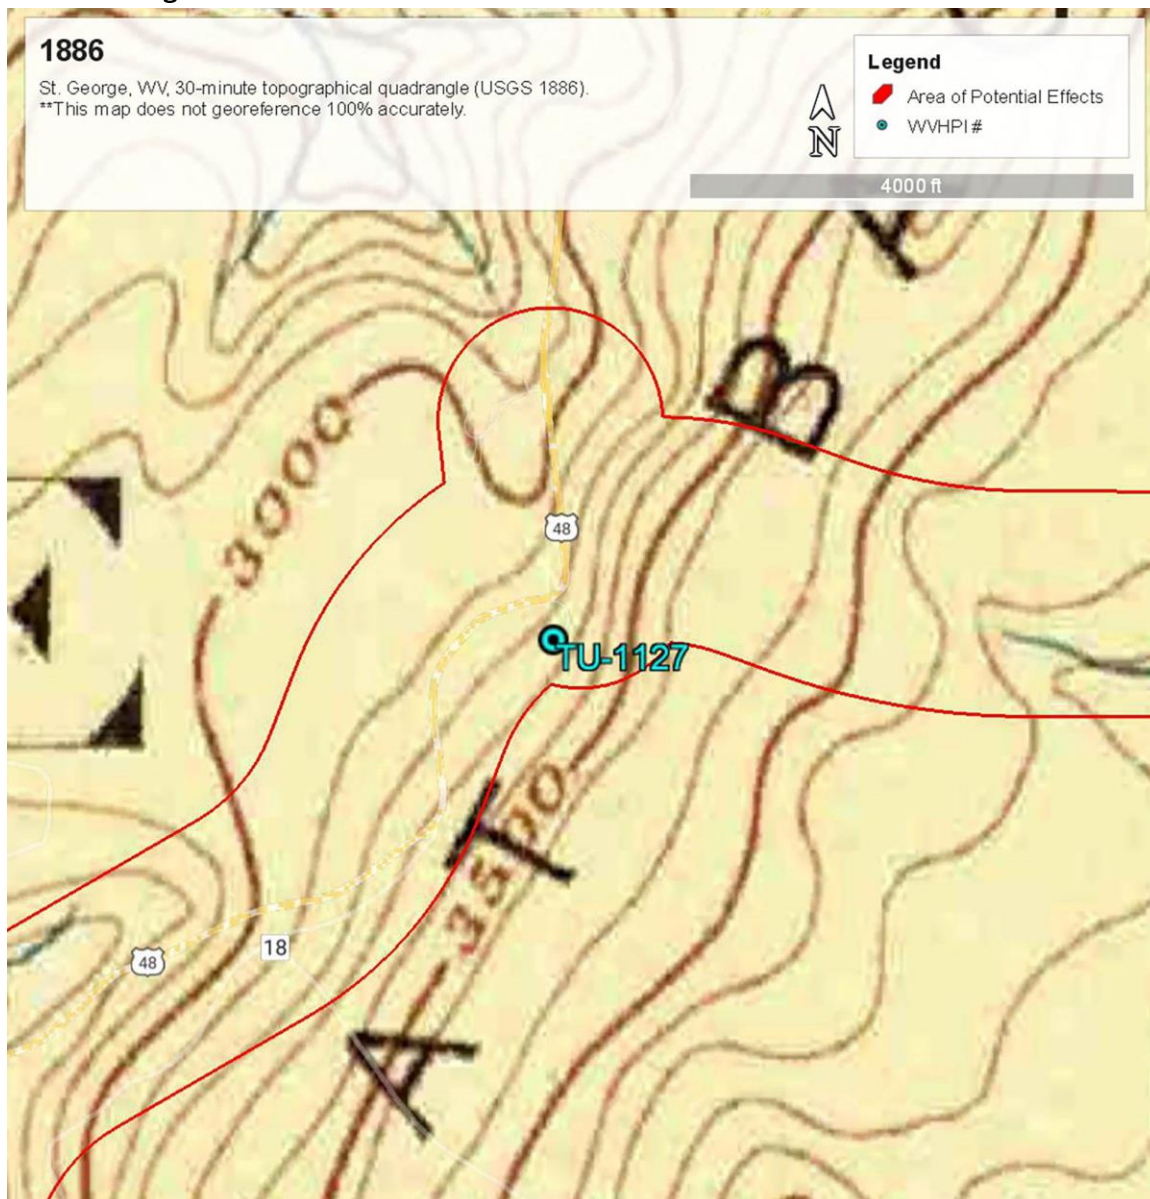 1886
St. George, WV, 30-minute topographical quadrangle (USGS 1886).
**This map does not georeference 100% accurately.
N
Legend
Area of Potential Effects
WVHPI #
4000 ft
B
3000
48
TU-1127
T
3500
18
48
A